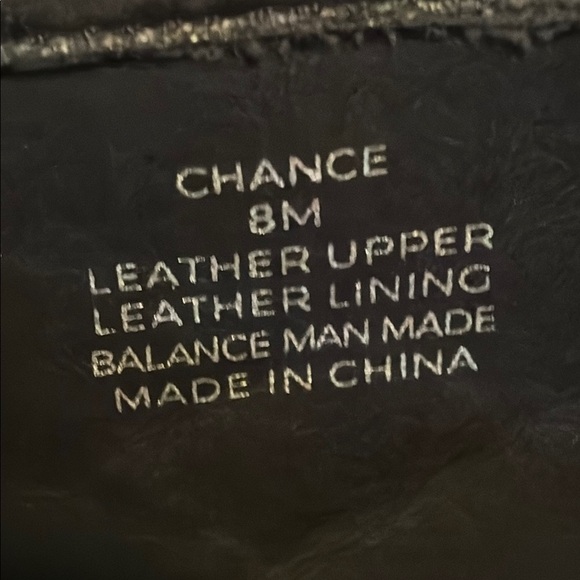 CHANCE
8M
LEATHER UPPER
LEATHER LINING
BALANCE MAN MADE
MADE IN CHINA